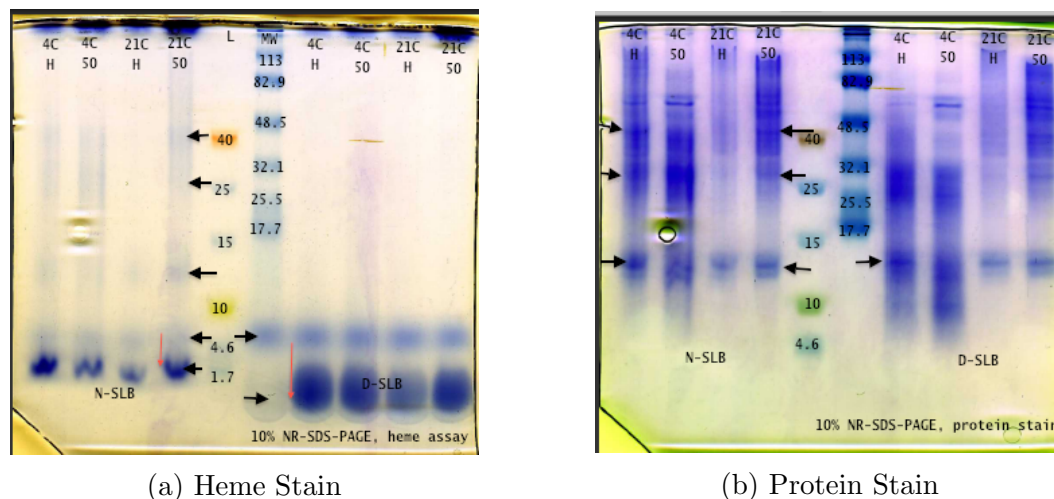 4C 4C 21C 21C L MW 4C 4C 21C 21C
H 50 H 50 H 50 H 50
113
82.9
48.5
40
32.1
25
25.5
17.7
15
10
4.6
1.7
N-SLB D-SLB
10% NR-SDS-PAGE, heme assay
(a) Heme Stain
4C 4C 21C 21C 4C 4C 21C 21C
H 50 H 50 H 50 H 50
113
82.9
48.5
40
32.1
25
25.5
17.7
15
10
4.6
N-SLB D-SLB
10% NR-SDS-PAGE, protein stain
(b) Protein Stain